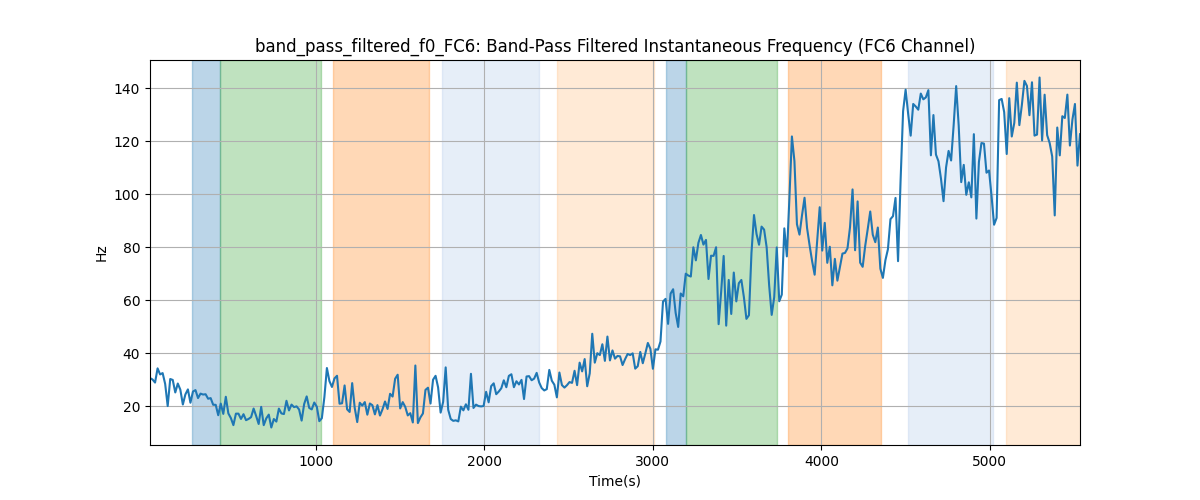 band_pass_filtered_f0_FC6: Band-Pass Filtered Instantaneous Frequency (FC6 Channel)
140
120
100
80
60
40
20
Hz
1000 2000 3000 4000 5000
Time(s)